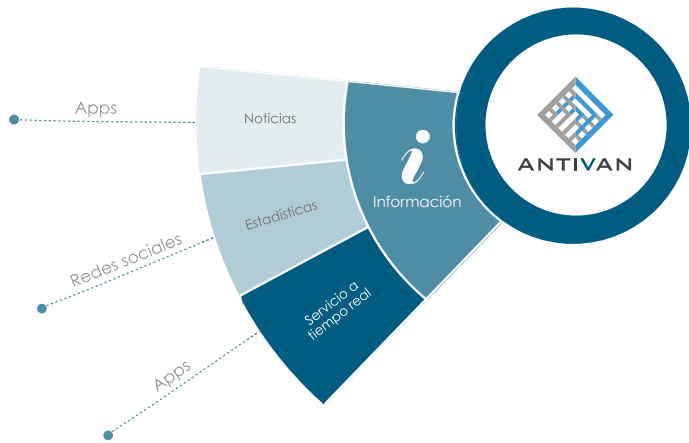 Apps
Noticias
ANTIVAN
Información
Estadísticas
Redes sociales
Servicio a
tiempo real
Apps